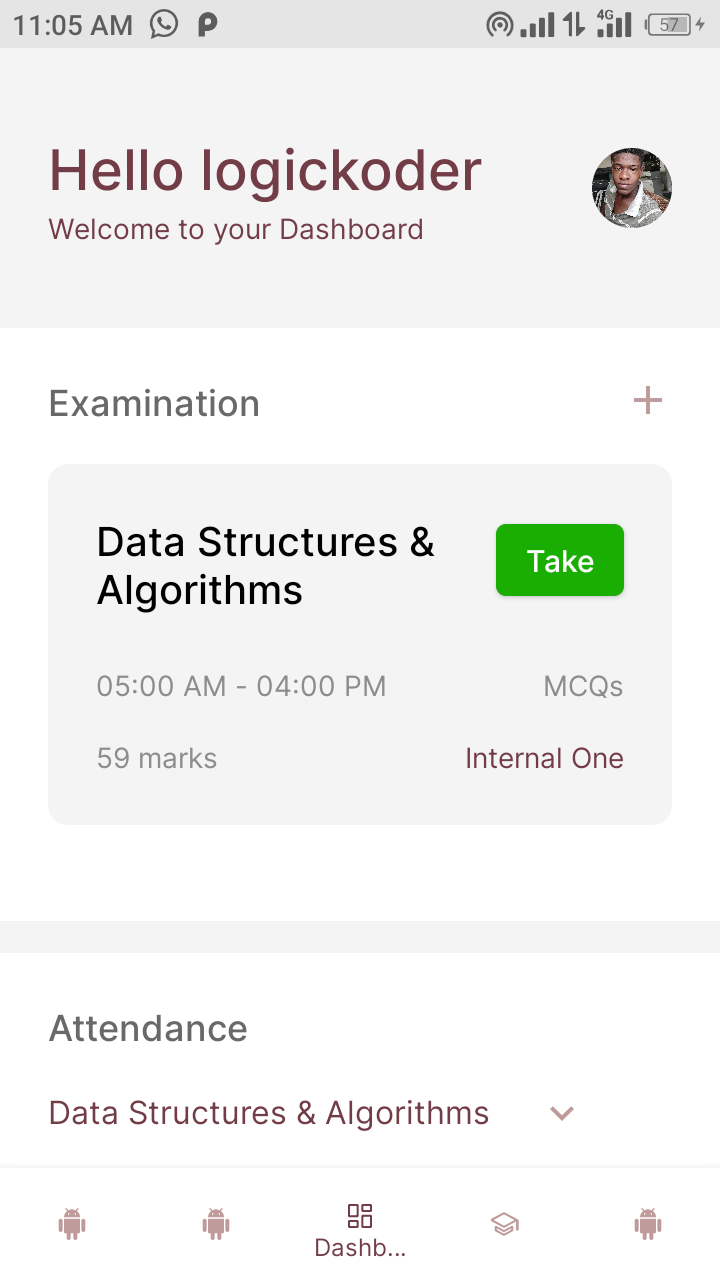 11:05 AM
4G
57
Hello logickoder
Welcome to your Dashboard
Examination
Data Structures &
Algorithms
Take
05:00 AM - 04:00 PM
MCQs
59 marks
Internal One
Attendance
Data Structures & Algorithms
Dashb...